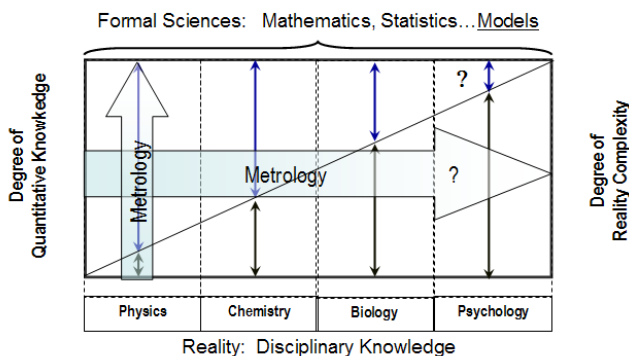 Formal Sciences: Mathematics, Statistics…Models
Degree of
Quantitative Knowkedge
?
Metrology
Metrology
?
Degree of
Reality Complexity
Physics
Chemistry
Biology
Psychology
Reality: Disciplinary Knowledge